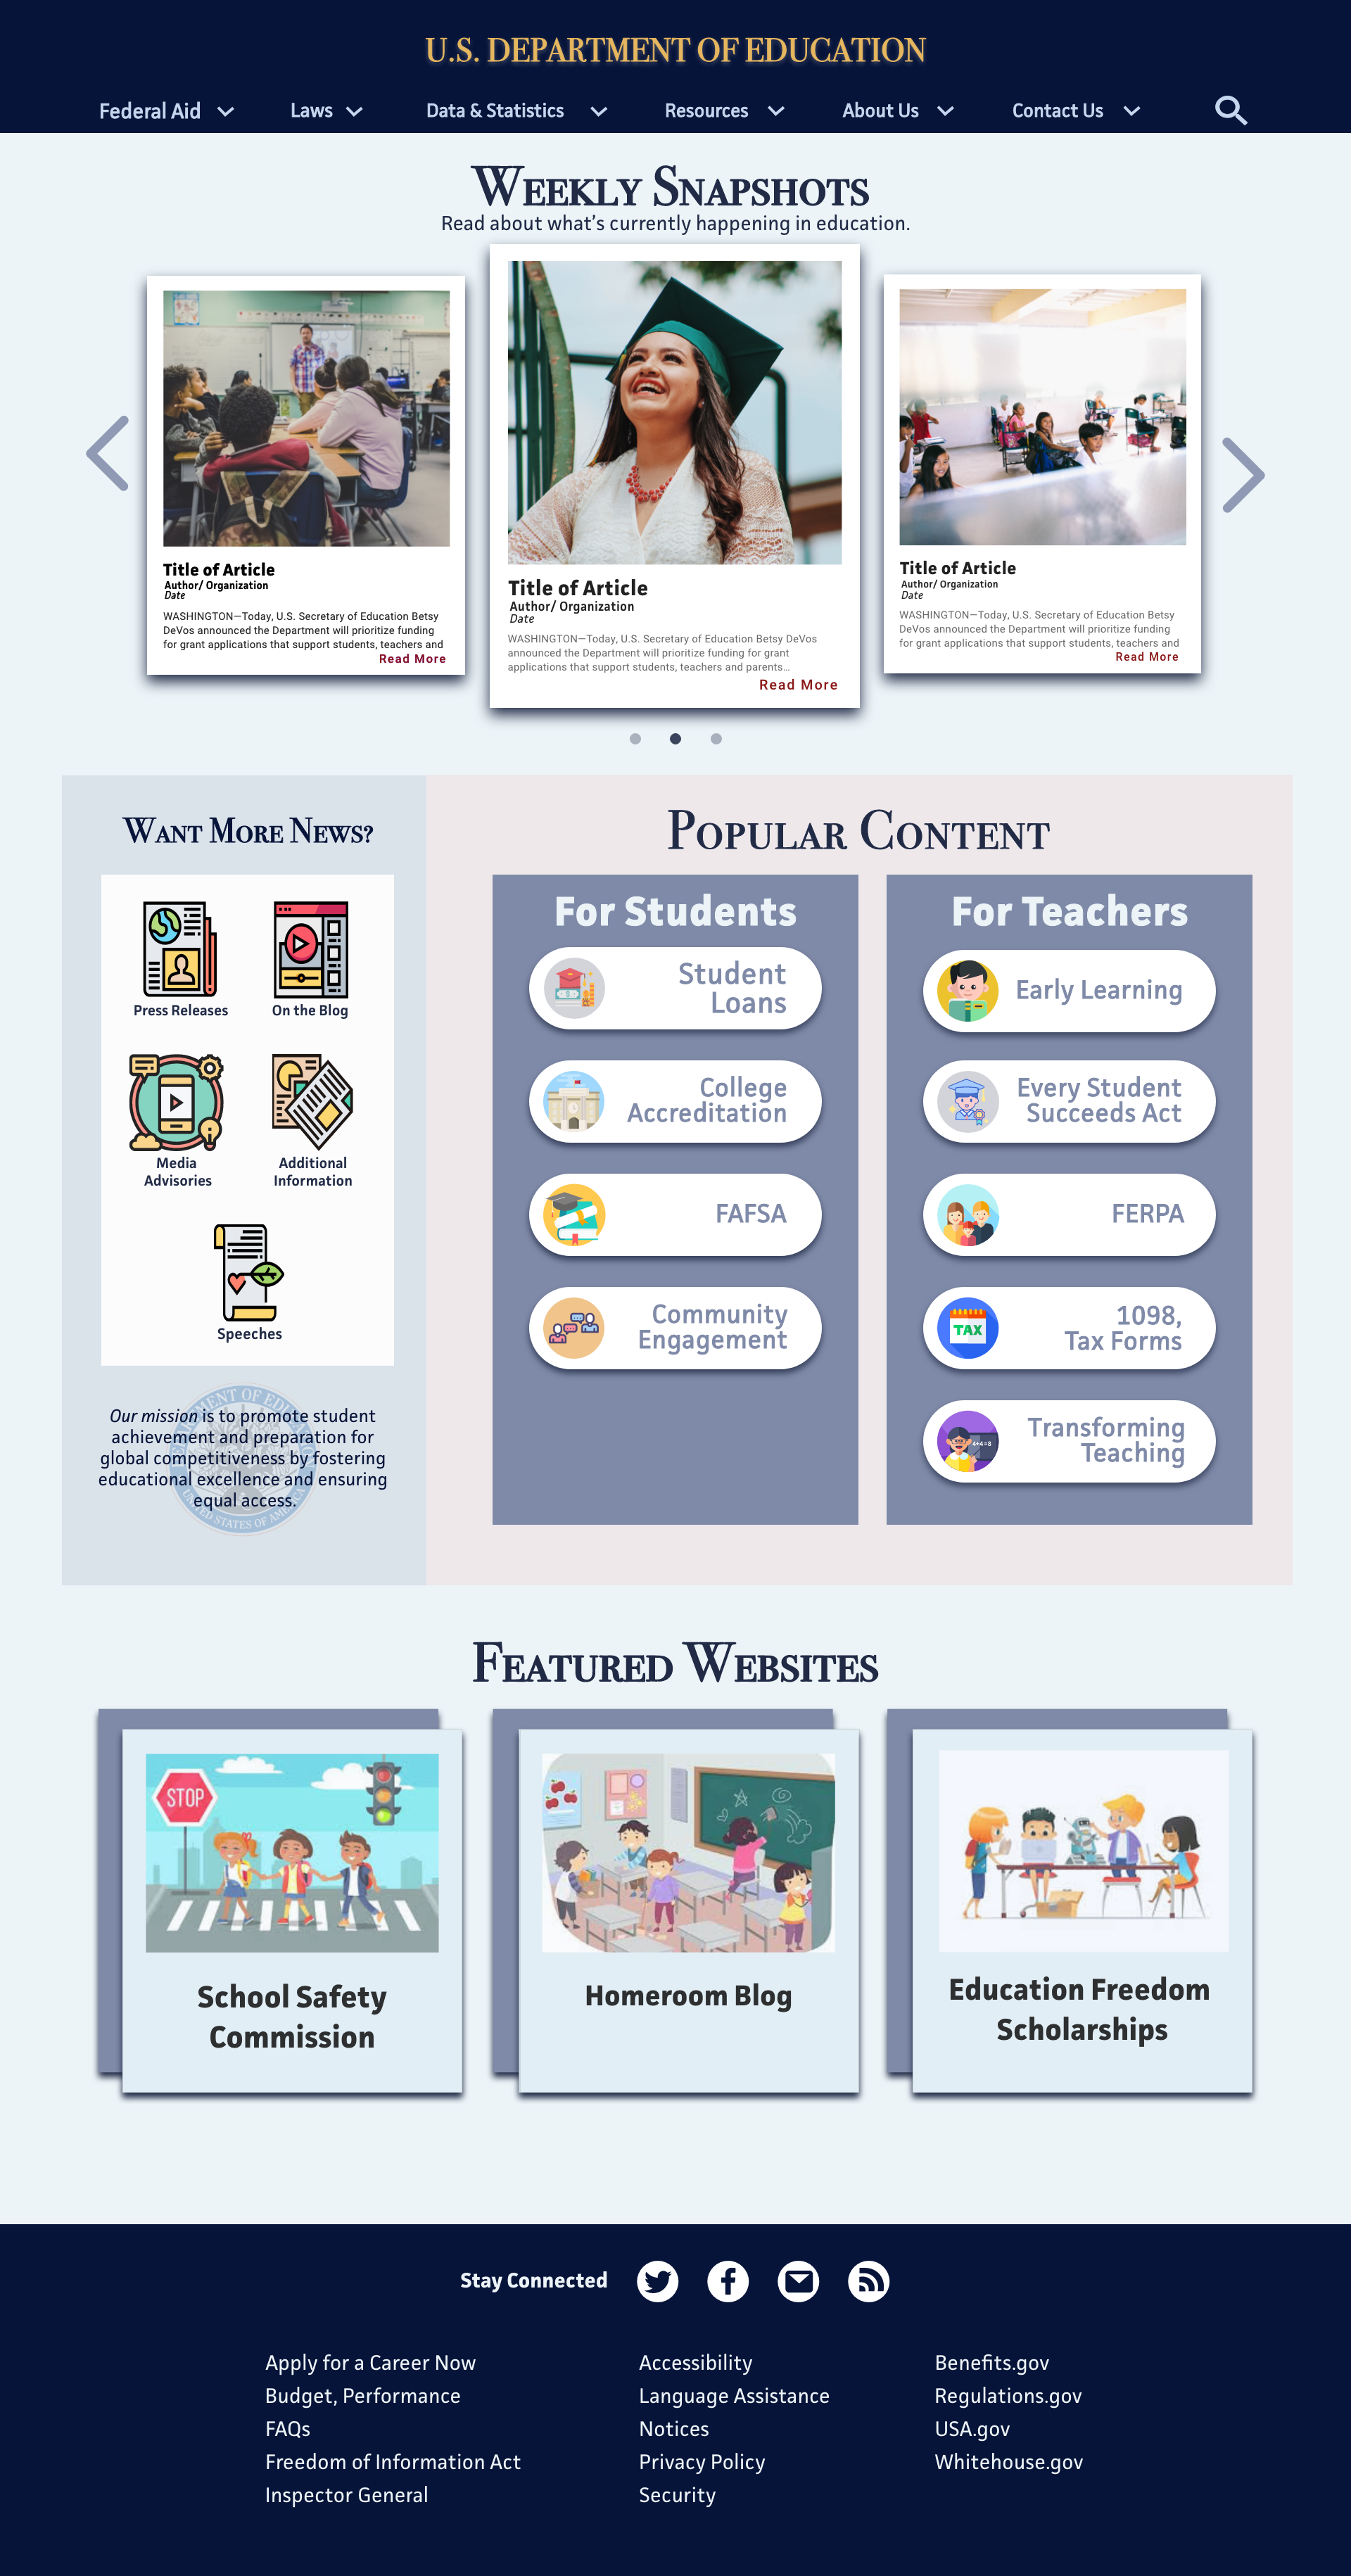 U.S. DEPARTMENT OF EDUCATION
Federal Aid
Laws
Data & Statistics
Resources
About Us
Contact Us
Weekly Snapshots
Read about what's currently happening in education.
Title of Article
Author/ Organization
Date
WASHINGTON—Today, U.S. Secretary of Education Betsy
DeVos announced the Department will prioritize funding
for grant applications that support students, teachers and
Read More
Title of Article
Author/ Organization
Date
WASHINGTON—Today, U.S. Secretary of Education Betsy DeVos
announced the Department will prioritize funding for grant
applications that support students, teachers and parents...
Read More
Title of Article
Author/ Organization
Date
WASHINGTON—Today, U.S. Secretary of Education Betsy
DeVos announced the Department will prioritize funding
for grant applications that support students, teachers and
Read More
Want More News?
Press Releases
On the Blog
Media
Advisories
Additional
Information
Speeches
Our mission is to promote student
achievement and preparation for
global competitiveness by fostering
educational excellence and ensuring
equal access.
UNITED STATES OF AMERICA
Popular Content
For Students
Student
Loans
College
Accreditation
FAFSA
Community
Engagement
For Teachers
Early Learning
Every Student
Succeeds Act
FERPA
TAX
1098,
Tax Forms
4+4=8
Transforming
Teaching
Featured Websites
STOP
School Safety
Commission
Homeroom Blog
Education Freedom
Scholarships
Stay Connected
Apply for a Career Now
Budget, Performance
FAQs
Freedom of Information Act
Inspector General
Accessibility
Language Assistance
Notices
Privacy Policy
Security
Benefits.gov
Regulations.gov
USA.gov
Whitehouse.gov